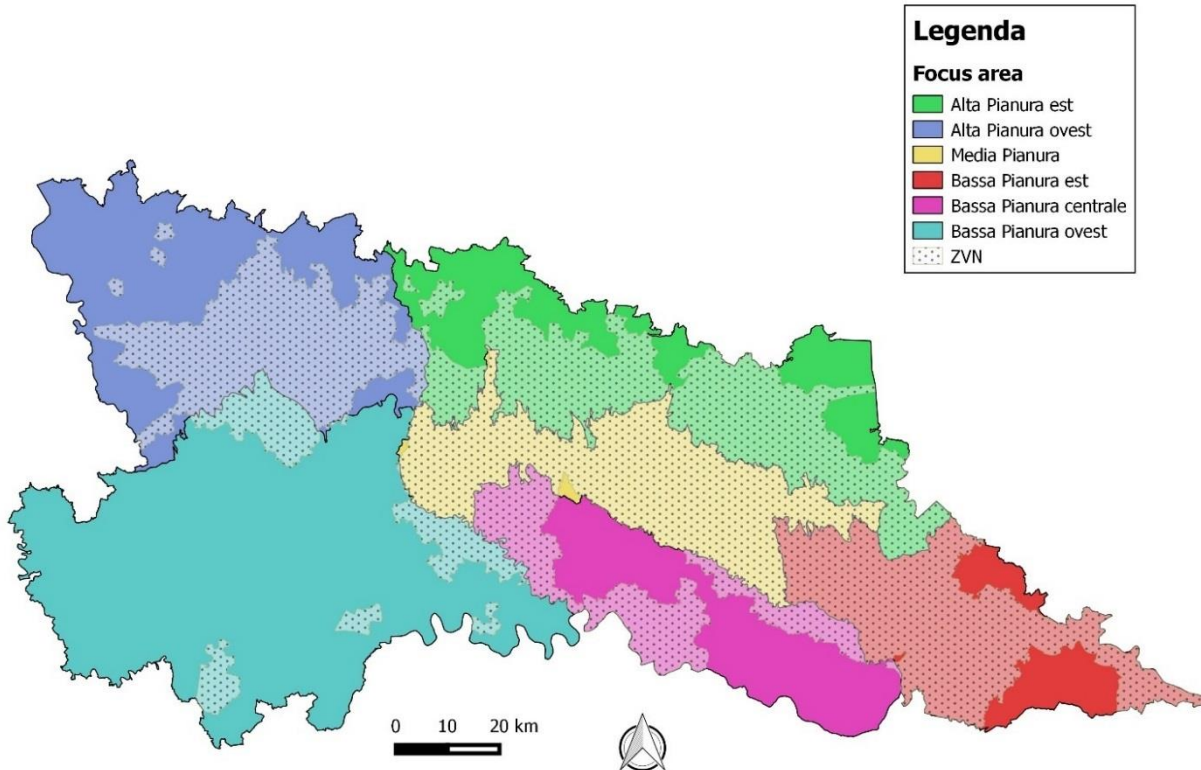 Legenda
Focus area
Alta Pianura est
Alta Pianura ovest
Media Pianura
Bassa Pianura est
Bassa Pianura centrale
Bassa Pianura ovest
ZVN
0 10 20 km